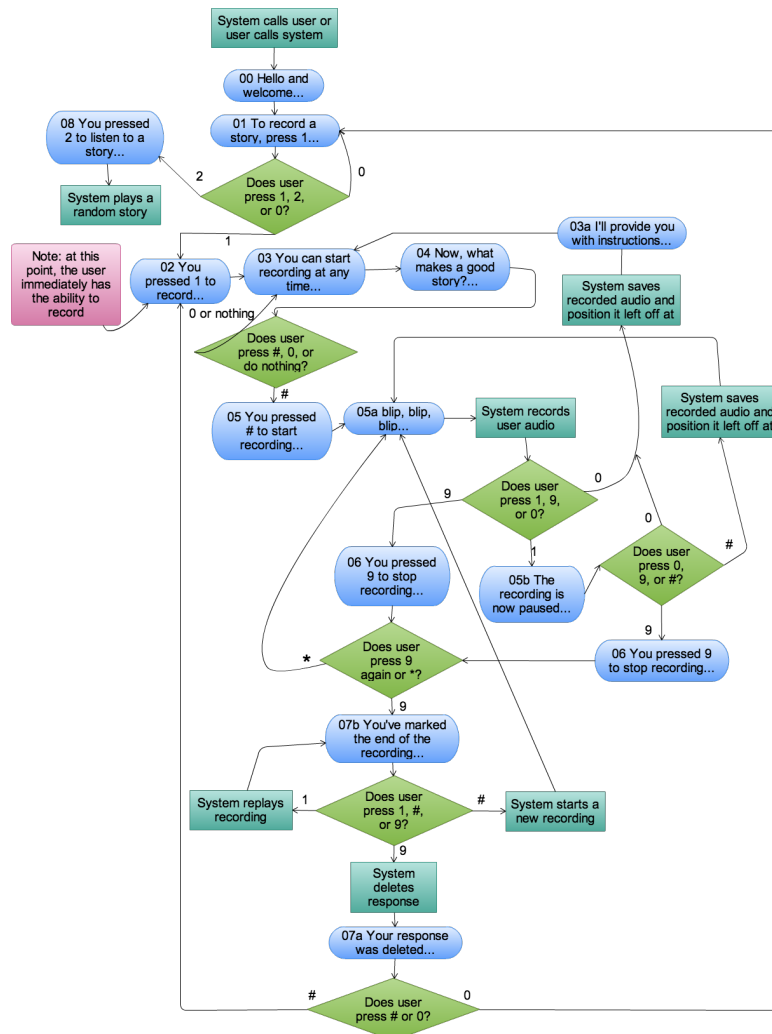 System calls user or
user calls system
00 Hello and
welcome...
01 To record a
story, press 1...
08 You pressed
2 to listen to a
story...
0
2
Does user
press 1, 2,
or 0?
System plays a
random story
1
03a I'll provide you
with instructions...
Note: at this
point, the user
immediately has
the ability to
record
02 You
pressed 1 to
record...
03 You can start
recording at any
time...
04 Now, what
makes a good
story?...
System saves
recorded audio and
position it left off at
0 or nothing
Does user
press #, 0, or
do nothing?
#
05 You pressed
# to start
recording...
05a blip, blip,
blip...
System records
user audio
System saves
recorded audio and
position it left off at
9
Does user
press 1, 9,
or 0?
0
1
0
06 You pressed
9 to stop
recording...
05b The
recording is
now paused...
Does user
press 0,
9, or #?
#
9
*
Does user
press 9
again or *?
06 You pressed 9
to stop recording...
9
07b You've marked
the end of the
recording...
System replays
recording
1
Does user
press 1, #,
or 9?
#
System starts a
new recording
9
System
deletes
response
07a Your response
was deleted...
#
Does user
press # or 0?
0